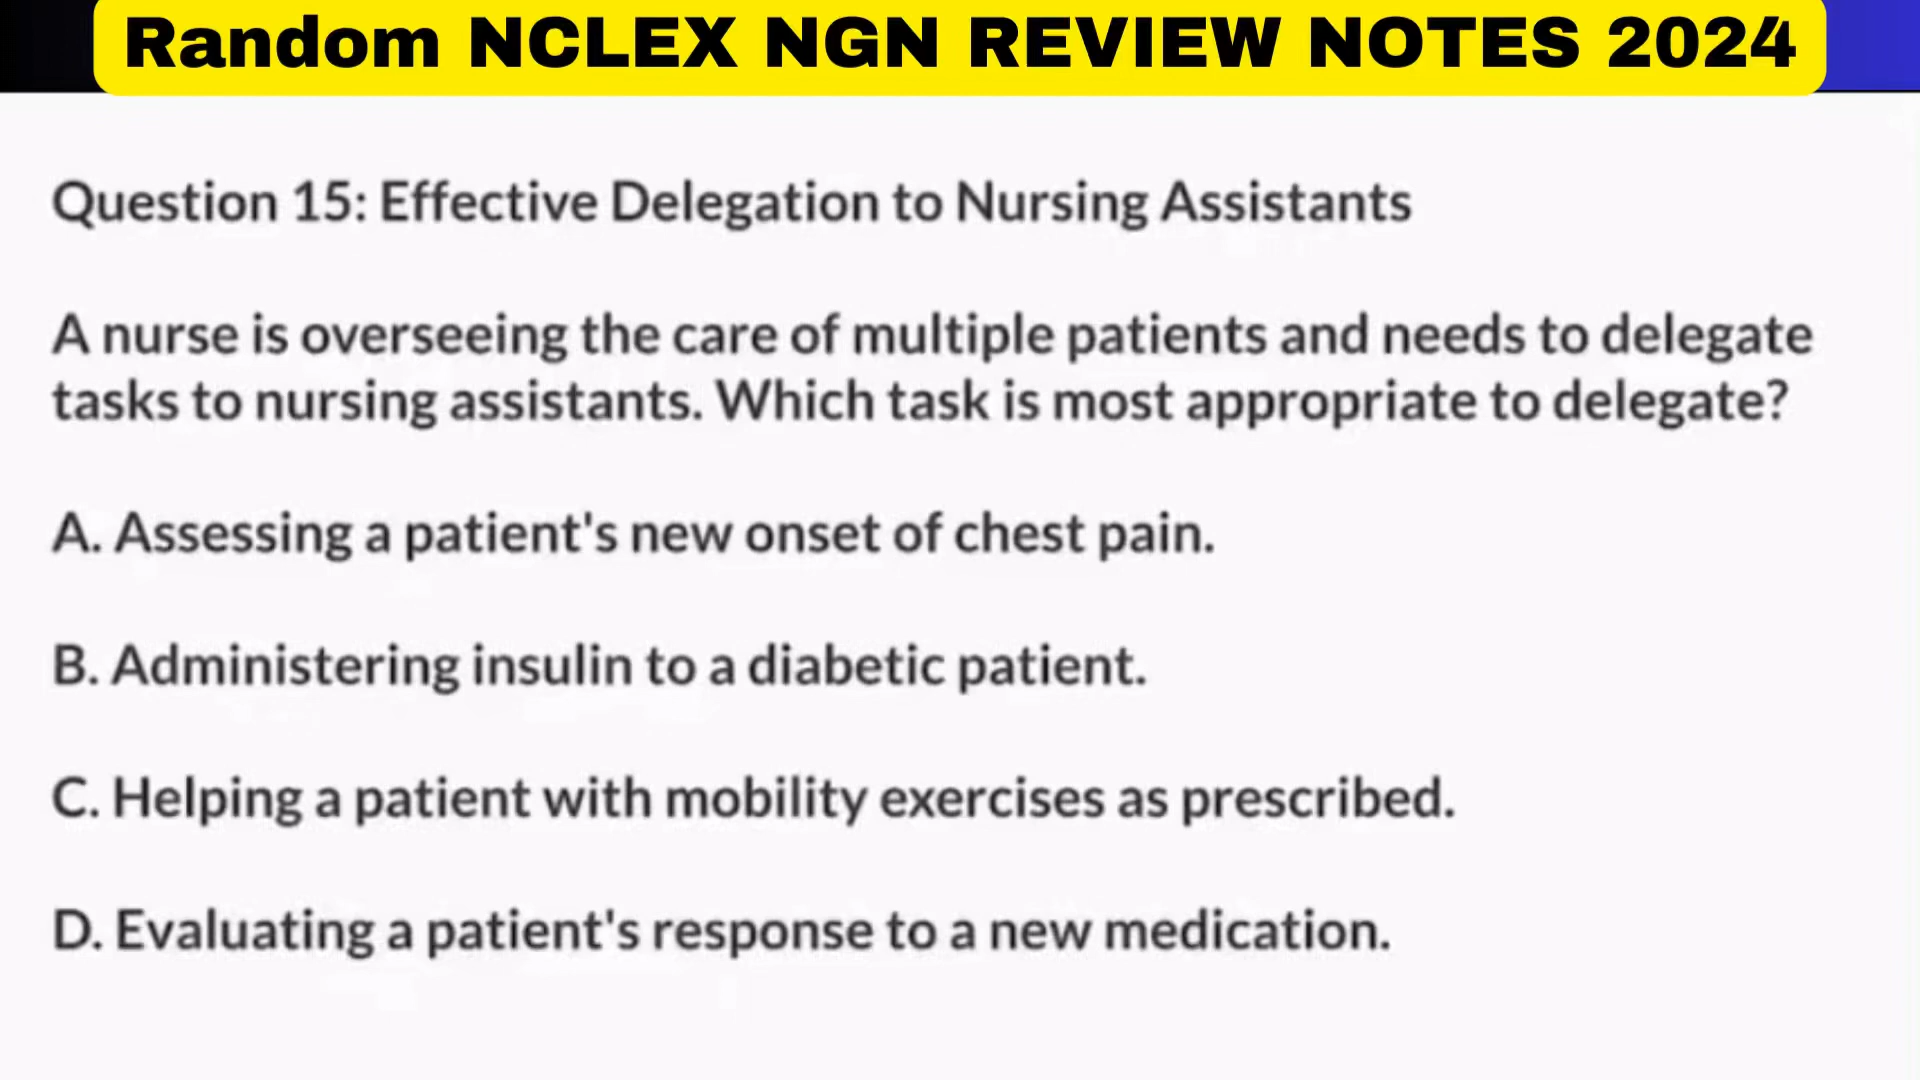 Random NCLEX NGN REVIEW NOTES 2024
Question 15: Effective Delegation to Nursing Assistants
A nurse is overseeing the care of multiple patients and needs to delegate
tasks to nursing assistants. Which task is most appropriate to delegate?
A. Assessing a patient's new onset of chest pain.
B. Administering insulin to a diabetic patient.
C. Helping a patient with mobility exercises as prescribed.
D. Evaluating a patient's response to a new medication.